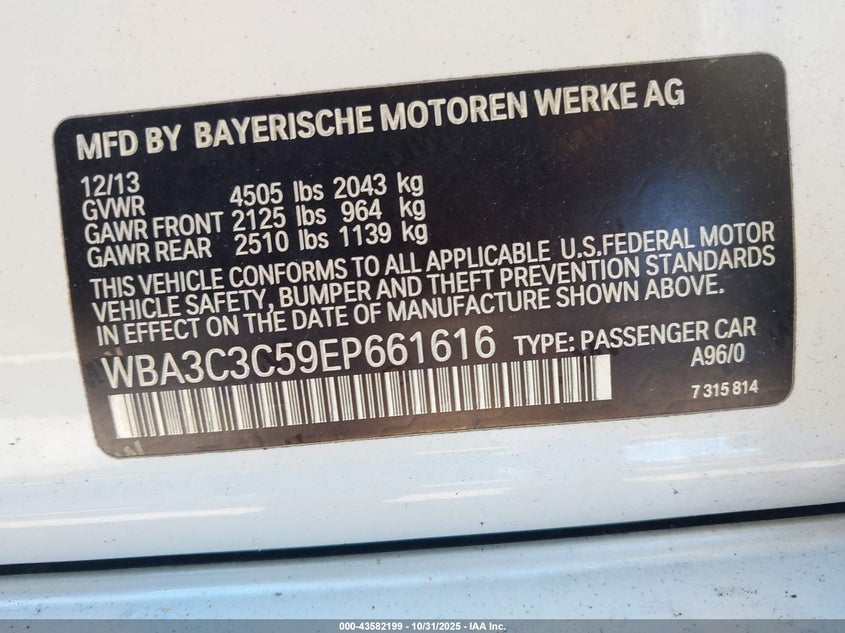 MFD BY BAYERISCHE MOTOREN WERKE AG
12/13
GVWR 4505 lbs 2043 kg
GAWR FRONT 2125 lbs 964 kg
GAWR REAR 2510 lbs 1139 kg
THIS VEHICLE CONFORMS TO ALL APPLICABLE U.S.FEDERAL MOTOR
VEHICLE SAFETY, BUMPER AND THEFT PREVENTION STANDARDS
IN EFFECT ON THE DATE OF MANUFACTURE SHOWN ABOVE.
WBA3C3C59EP661616 TYPE: PASSENGER CAR
A96/0
7 315 814
000-43582199 - 10/31/2025 - IAA Inc.